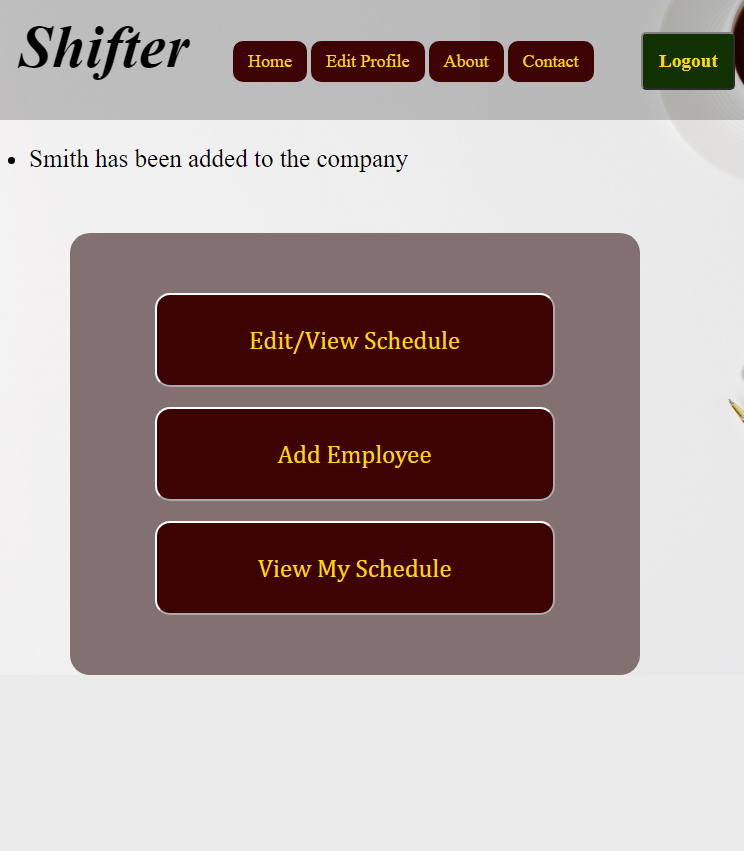 Shifter
Home Edit Profile About Contact Logout
Smith has been added to the company
Edit/View Schedule
Add Employee
View My Schedule